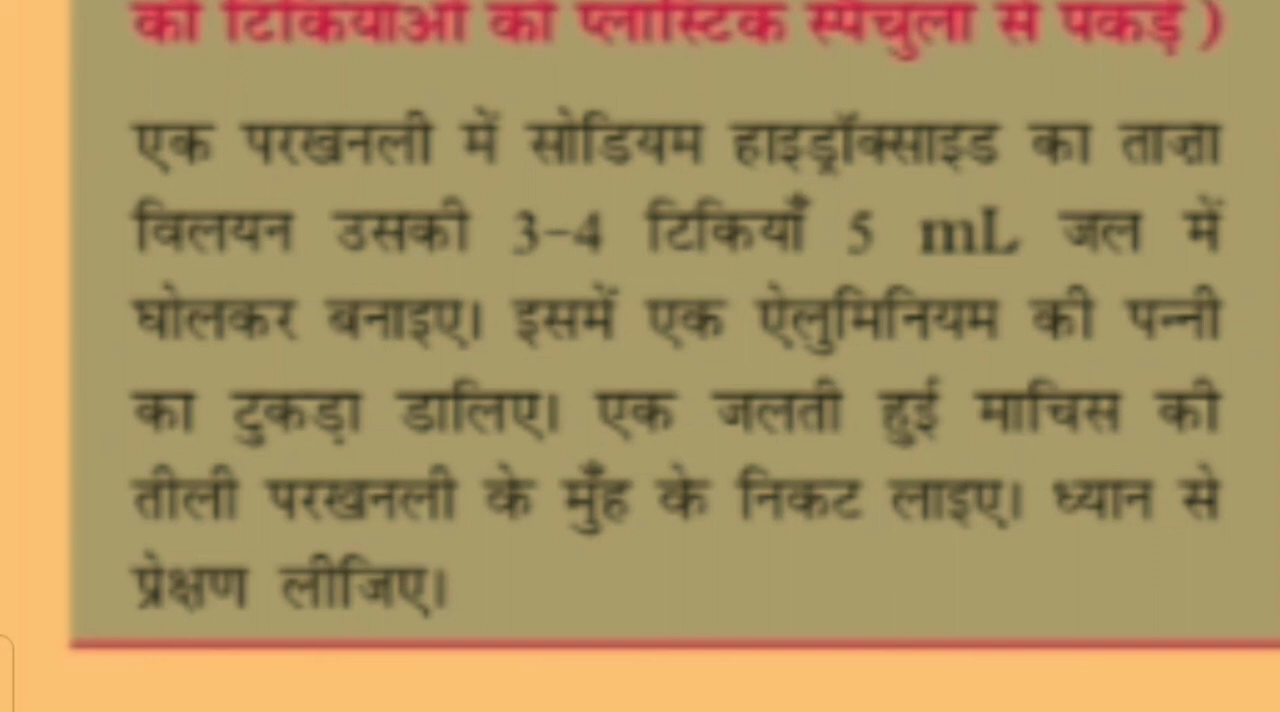 की टिकियाओं को प्लास्टिक स्पैचुला से पकड़ें)
एक परखनली में सोडियम हाइड्रॉक्साइड का ताज़ा
विलयन उसकी 3-4 टिकियाँ 5 mL जल में
घोलकर बनाइए। इसमें एक ऐलुमिनियम की पन्नी
का टुकड़ा डालिए। एक जलती हुई माचिस की
तीली परखनली के मुँह के निकट लाइए। ध्यान से
प्रेक्षण लीजिए।